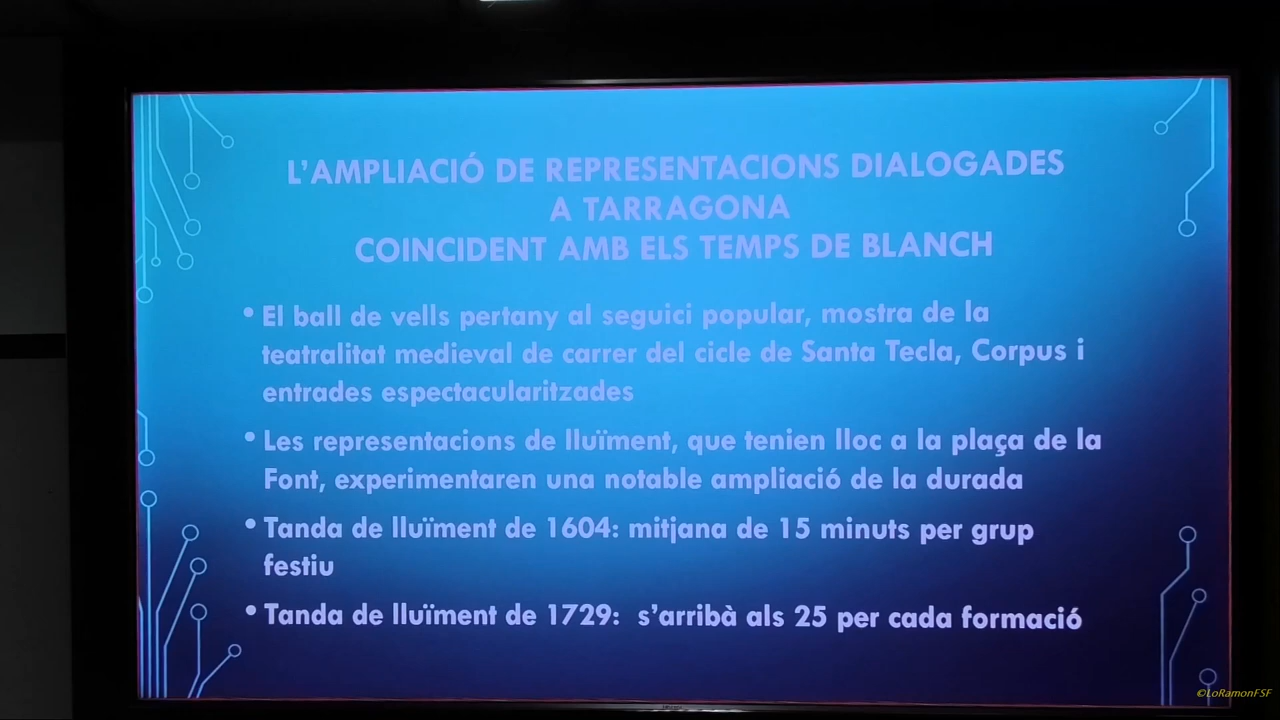 L'AMPLIACIÓ DE REPRESENTACIONS DIALOGADES
A TARRAGONA
COINCIDENT AMB ELS TEMPS DE BLANCH
• El ball de vells pertany al seguici popular, mostra de la
teatralitat medieval de carrer del cicle de Santa Tecla, Corpus i
entrades espectacularitzades
• Les representacions de lluïment, que tenien lloc a la plaça de la
Font, experimentaren una notable ampliació de la durada
• Tanda de lluïment de 1604: mitjana de 15 minuts per grup
festiu
• Tanda de lluïment de 1729: s'arribà als 25 per cada formació
©LoRamonFSF